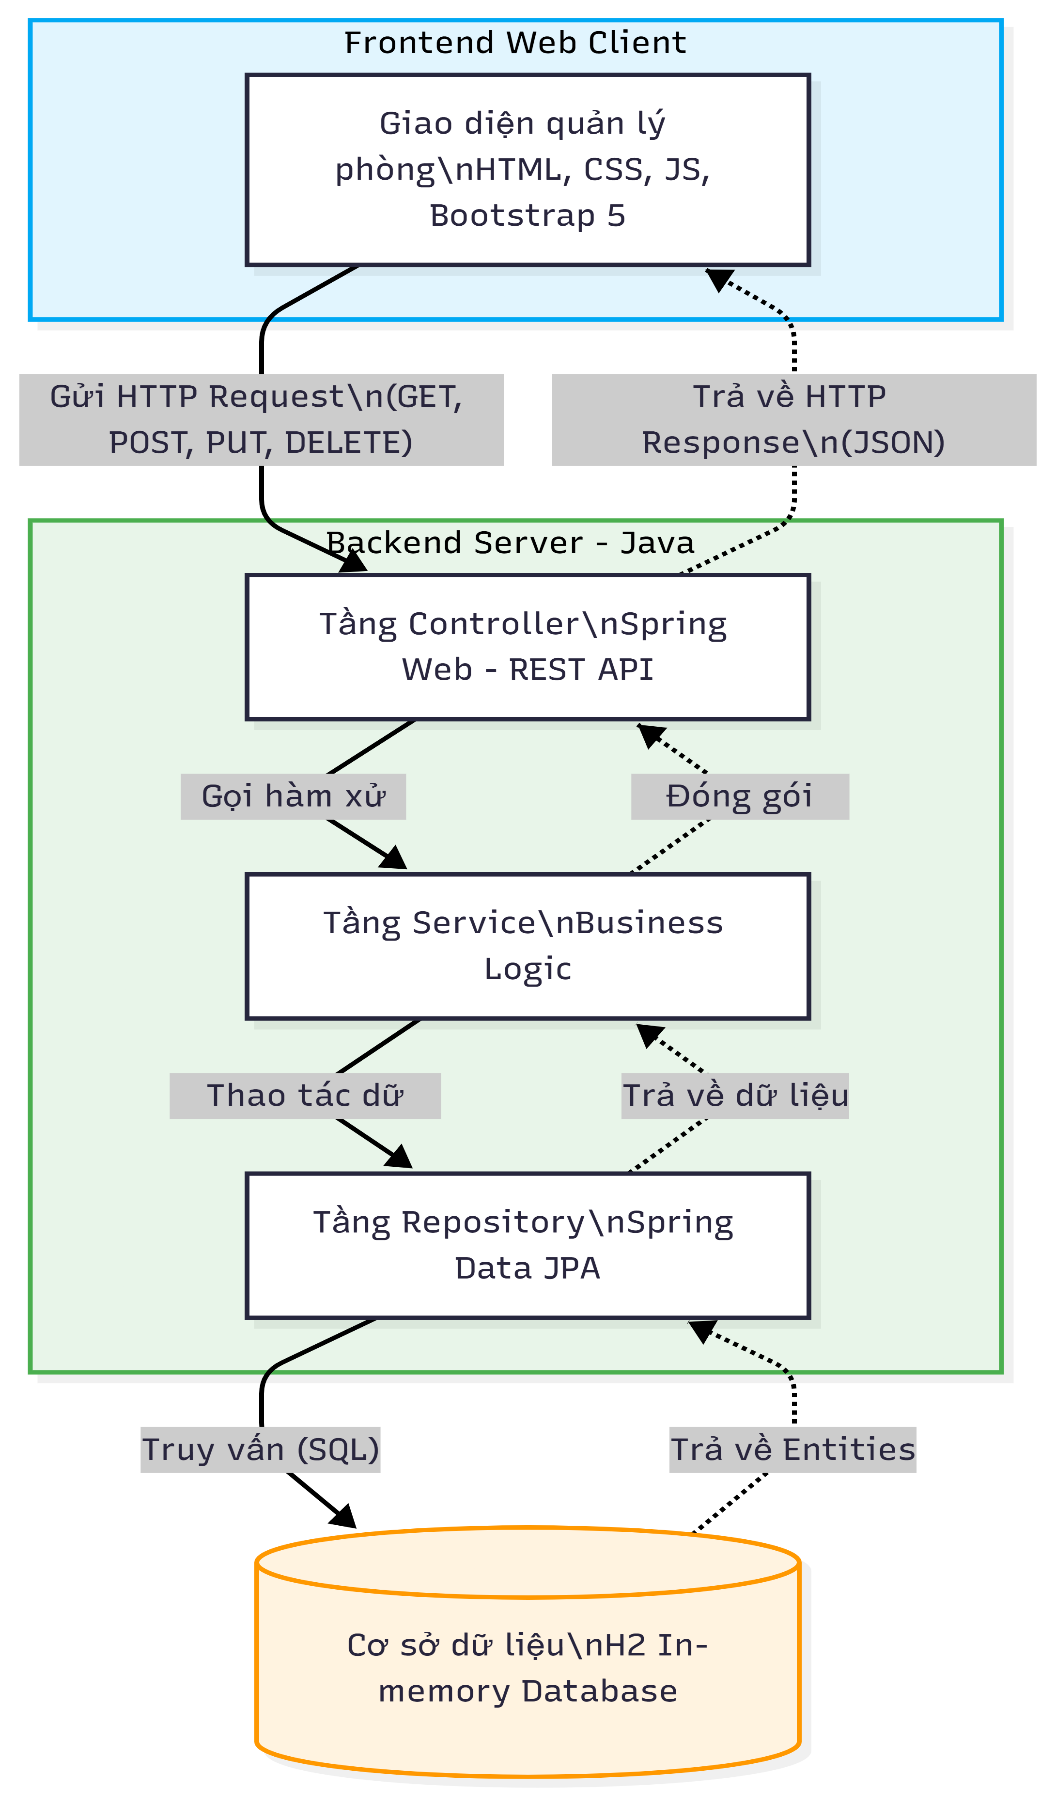 Frontend Web Client
Giao diện quản lý
phòng\nHTML, CSS, JS,
Bootstrap 5
Gửi HTTP Request\n(GET,
POST, PUT, DELETE)
Trả về HTTP
Response\n(JSON)
Backend Server - Java
Tầng Controller\nSpring
Web - REST API
Gọi hàm xử
Đóng gói
Tầng Service\nBusiness
Logic
Thao tác dữ
Trả về dữ liệu
Tầng Repository\nSpring
Data JPA
Truy vấn (SQL)
Trả về Entities
Cơ sở dữ liệu\nH2 In-
memory Database